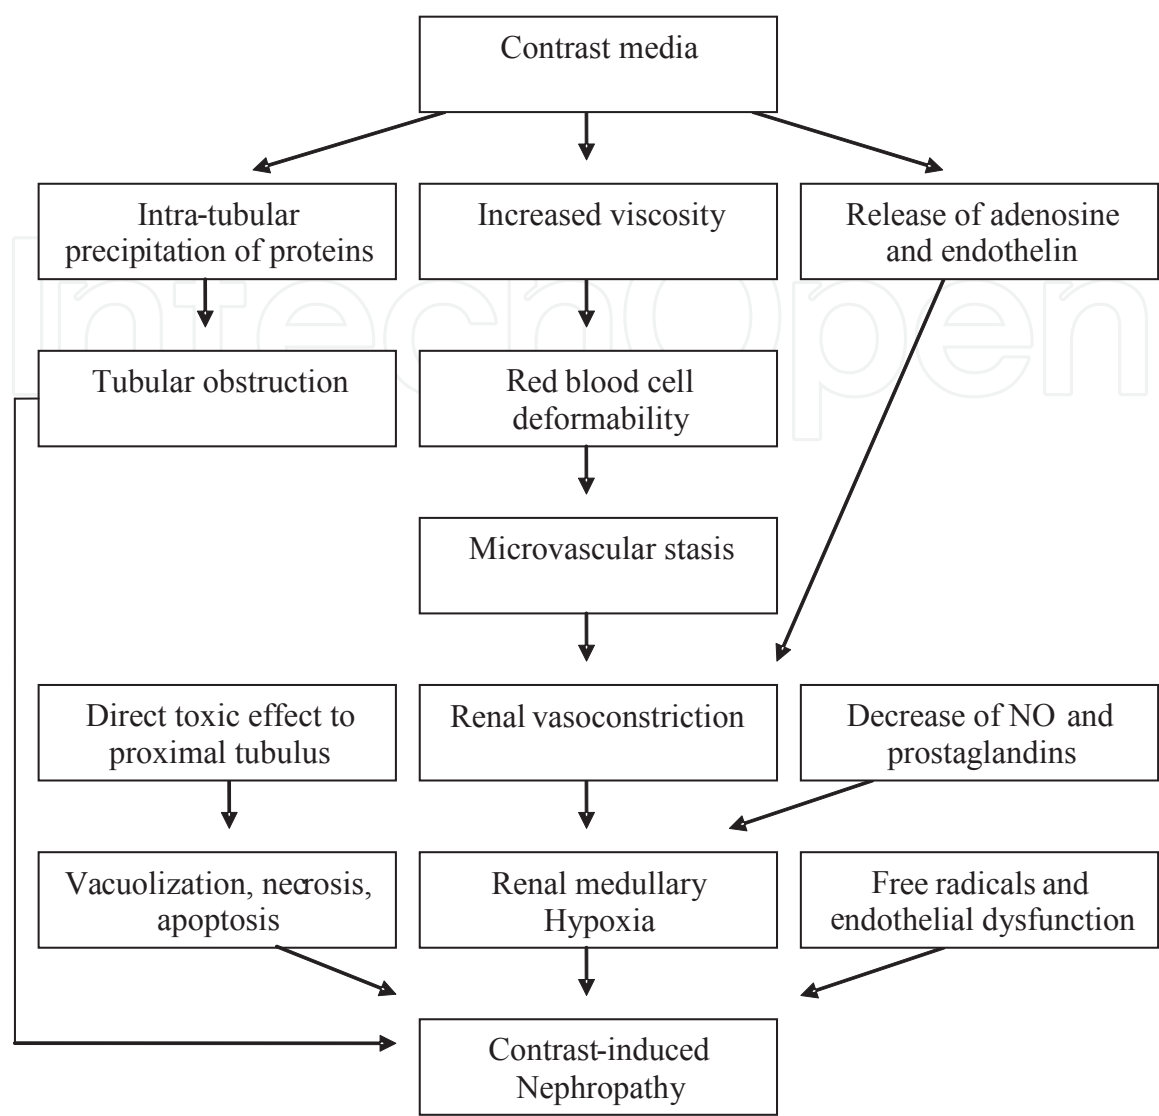 Contrast media
Intra-tubular
precipitation of proteins
Increased viscosity
Release of adenosine
and endothelin
Tubular obstruction
Red blood cell
deformability
Microvascular stasis
Direct toxic effect to
proximal tubulus
Renal vasoconstriction
Decrease of NO and
prostaglandins
Vacuolization, necrosis,
apoptosis
Renal medullary
Hypoxia
Free radicals and
endothelial dysfunction
Contrast-induced
Nephropathy
IntechOpen